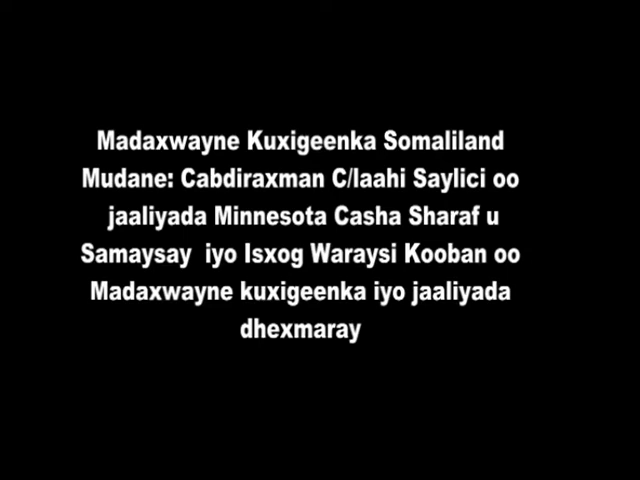 Madaxwayne Kuxigeenka Somaliland
Mudane: Cabdiraxman C/laahi Saylici oo
jaaliyada Minnesota Casha Sharaf u
Samaysay iyo Isxog Waraysi Kooban oo
Madaxwayne kuxigeenka iyo jaaliyada
dhexmaray